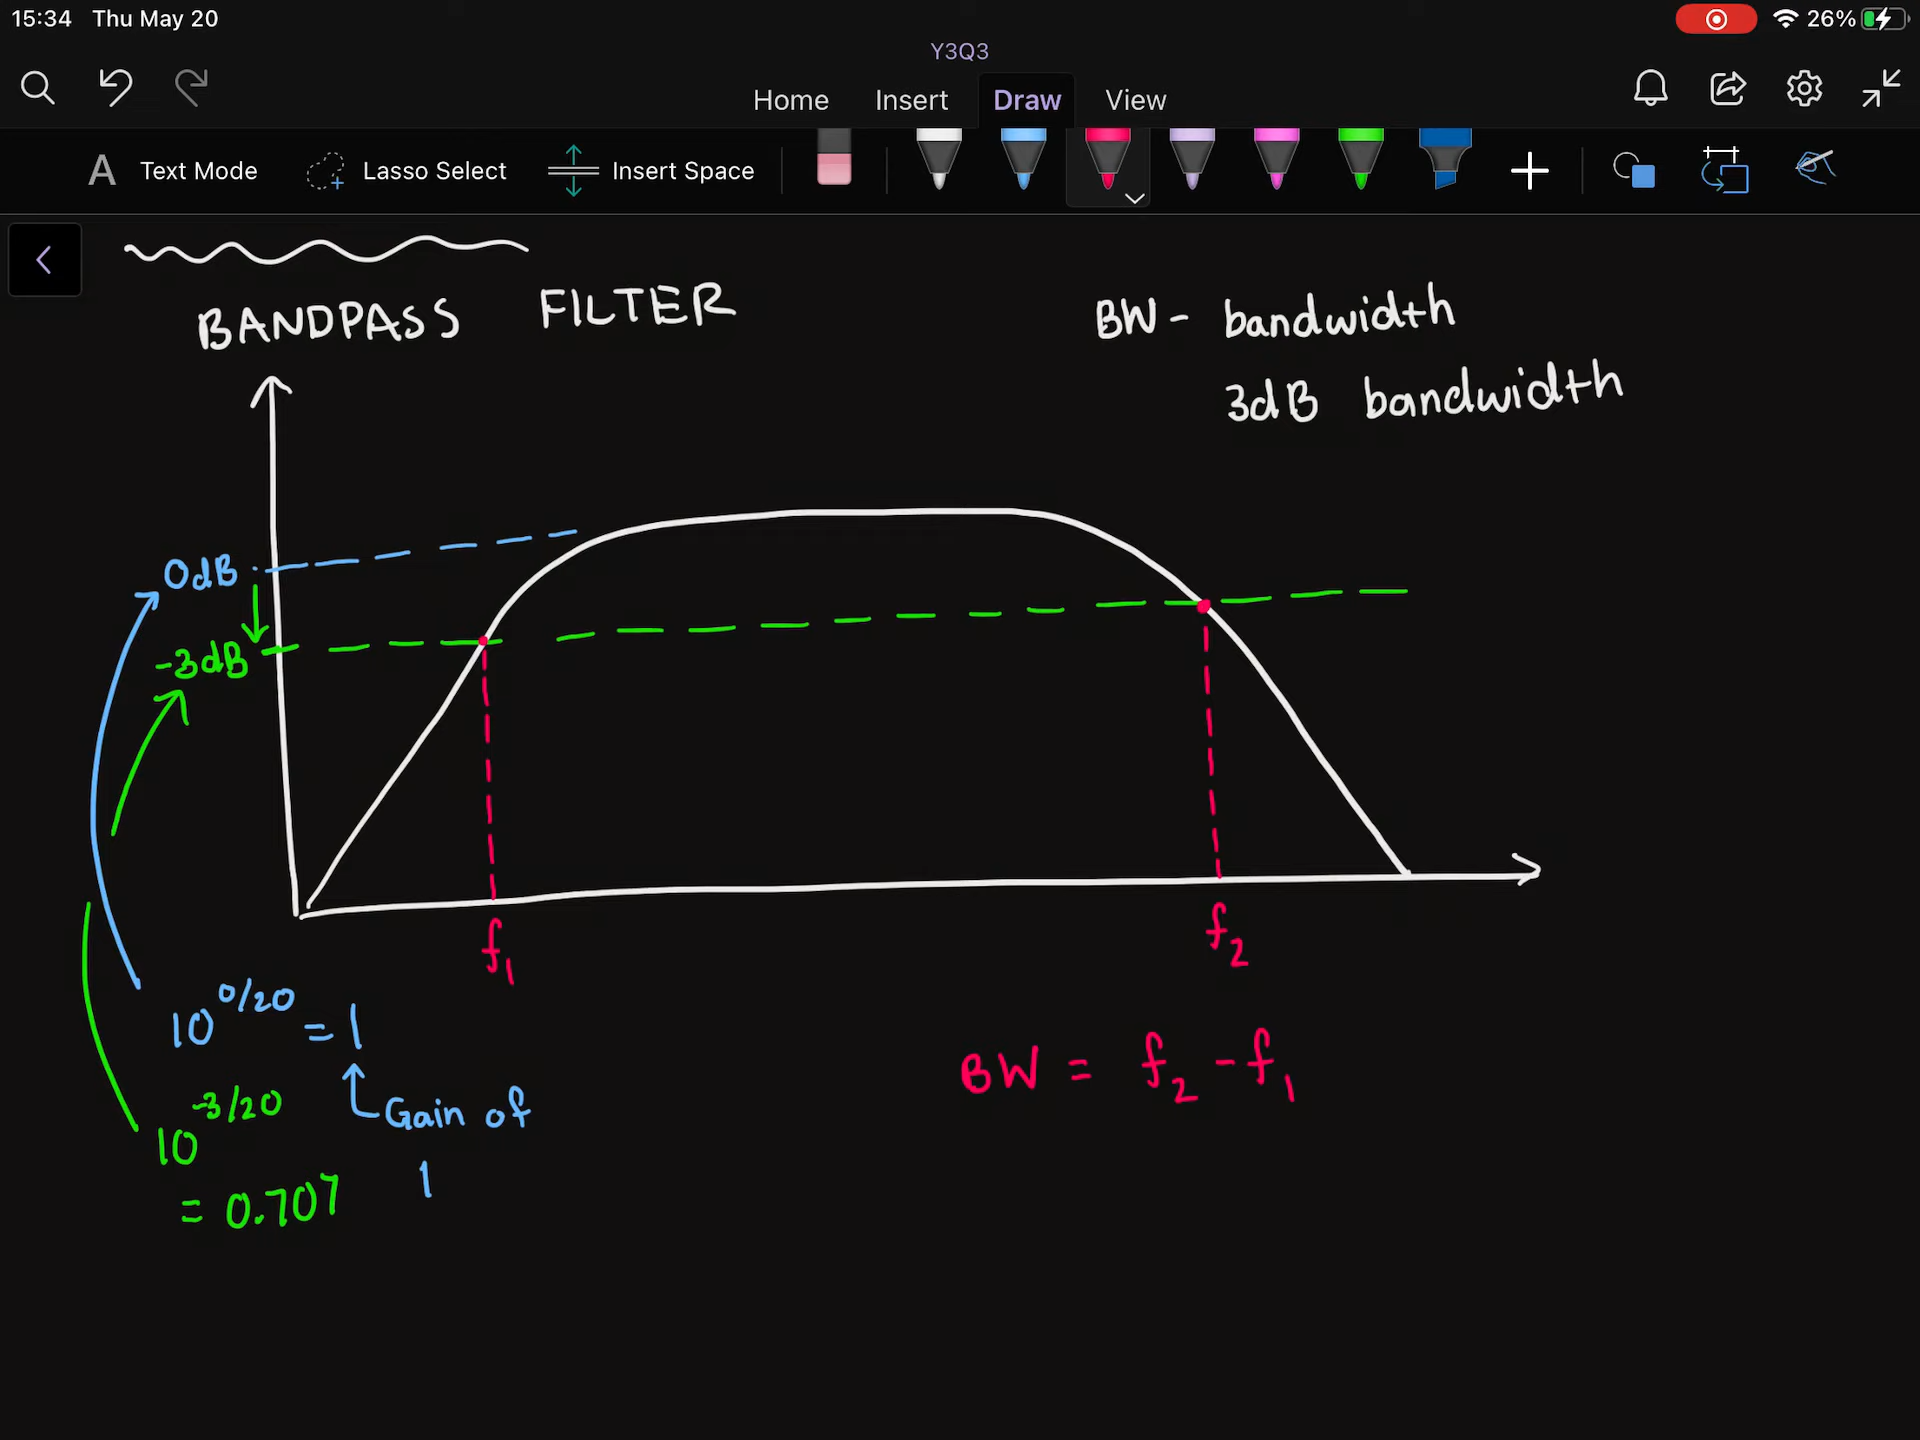 15:34 Thu May 20
26%
Y3Q3
Home Insert Draw View
A Text Mode Lasso Select Insert Space
BANDPASS FILTER
BW - bandwidth
3dB bandwidth
0dB
-3dB
f1
f2
10^0/20 = 1
Gain of
1
10^-3/20
= 0.707
BW = f2 - f1